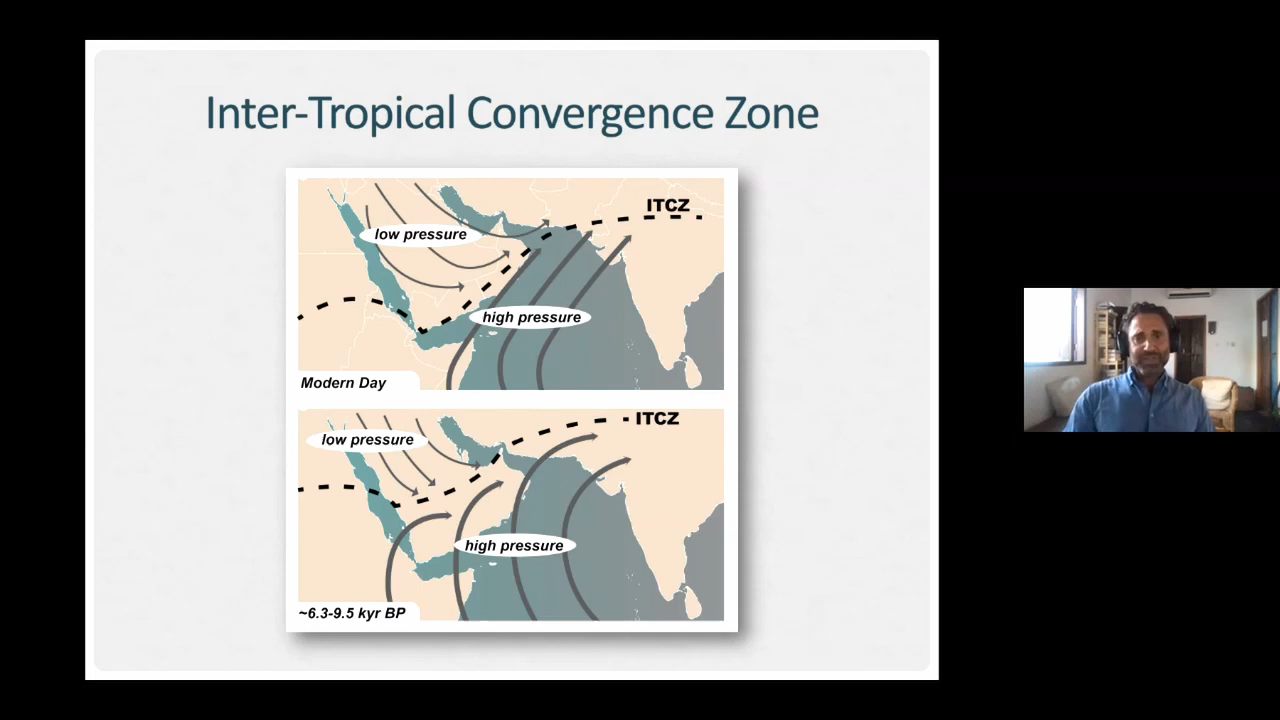 Inter-Tropical Convergence Zone
ITCZ
low pressure
high pressure
Modern Day
ITCZ
low pressure
high pressure
~6.3-9.5 kyr BP